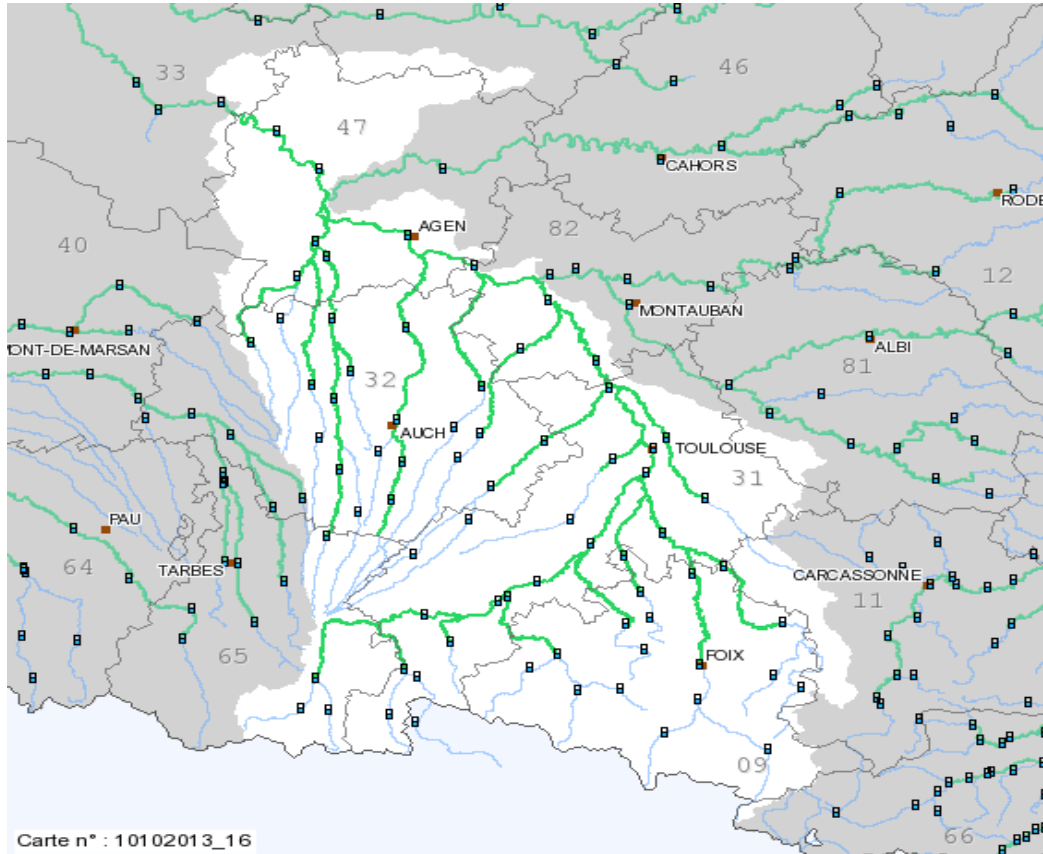 33
46
47
CAHORS
RODE
AGEN
82
40
12
MONTAUBAN
MONT-DE-MARSAN
ALBI
81
32
AUCH
TOULOUSE
31
PAU
TARBES
64
CARCASSONNE
11
65
FOIX
09
66
Carte n° : 10102013_16